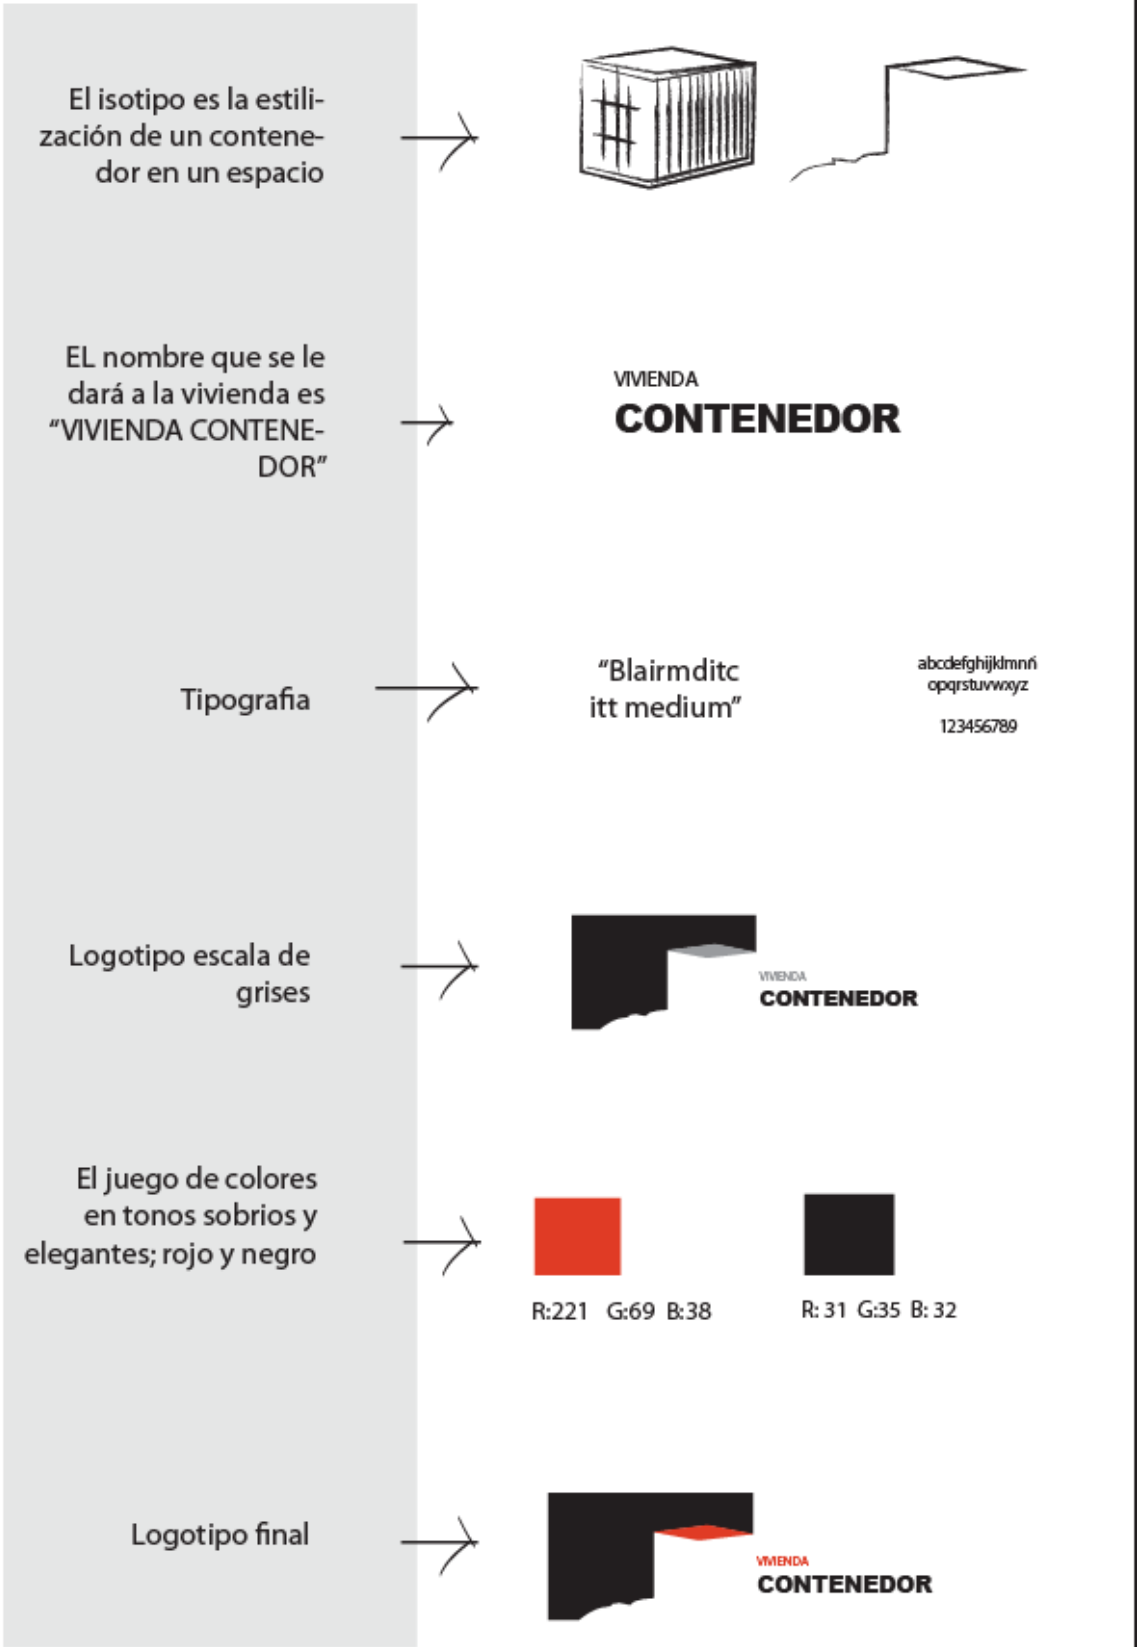 El isotipo es la estili-
zación de un contene-
dor en un espacio
EL nombre que se le
dará a la vivienda es
“VIVIENDA CONTENE-
DOR”
VIVIENDA
CONTENEDOR
Tipografia
“Blairmditc
itt medium”
abcdefghijklmnñ
opqrstuvwxyz
123456789
Logotipo escala de
grises
VIVIENDA
CONTENEDOR
El juego de colores
en tonos sobrios y
elegantes; rojo y negro
R:221 G:69 B:38
R: 31 G:35 B: 32
Logotipo final
VIVIENDA
CONTENEDOR